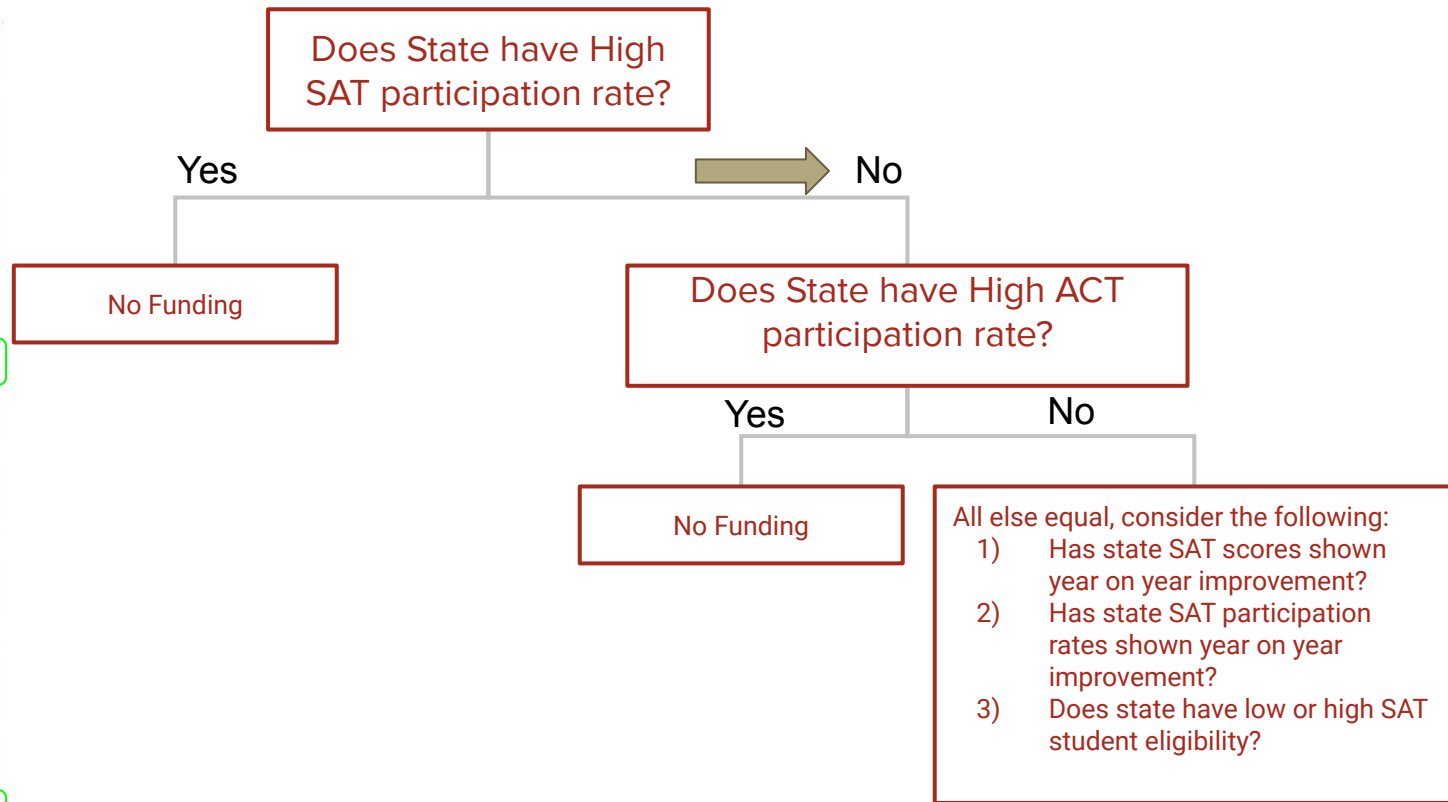 Does State have High
SAT participation rate?
Yes
No
No Funding
Does State have High ACT
participation rate?
Yes
No
No Funding
All else equal, consider the following:
1) Has state SAT scores shown
year on year improvement?
2) Has state SAT participation
rates shown year on year
improvement?
3) Does state have low or high SAT
student eligibility?